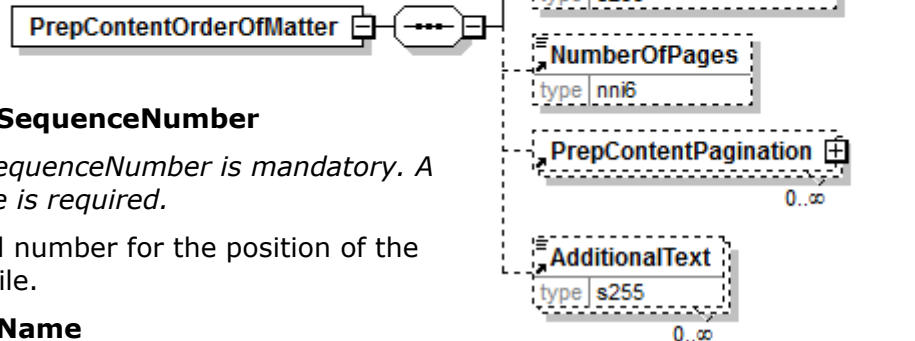 PrepContentOrderOfMatter
SequenceNumber
equenceNumber is mandatory. A
e is required.
l number for the position of the
ile.
Name
type
NumberOfPages
type nni6
PrepContentPagination
0..∞
AdditionalText
type s255
0..∞